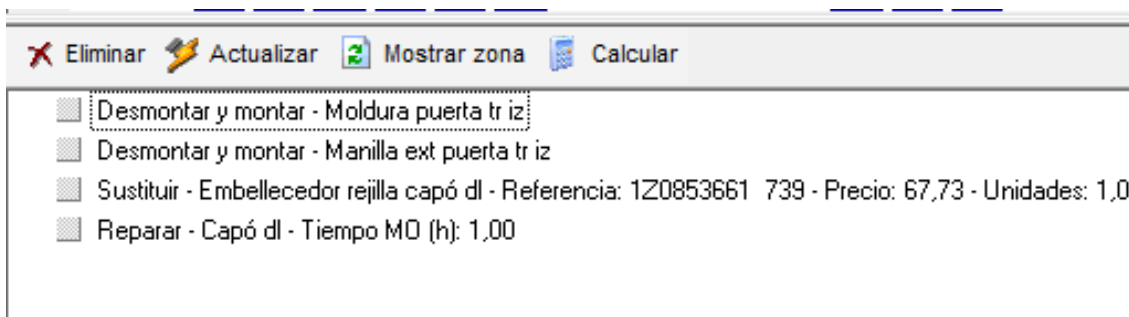 Eliminar Actualizar Mostrar zona Calcular
Desmontar y montar - Moldura puerta tr iz
Desmontar y montar - Manilla ext puerta tr iz
Sustituir - Embellecedor rejilla capó dl - Referencia: 1Z0853661 739 - Precio: 67,73 - Unidades: 1,0
Reparar - Capó dl - Tiempo MO (h): 1,00